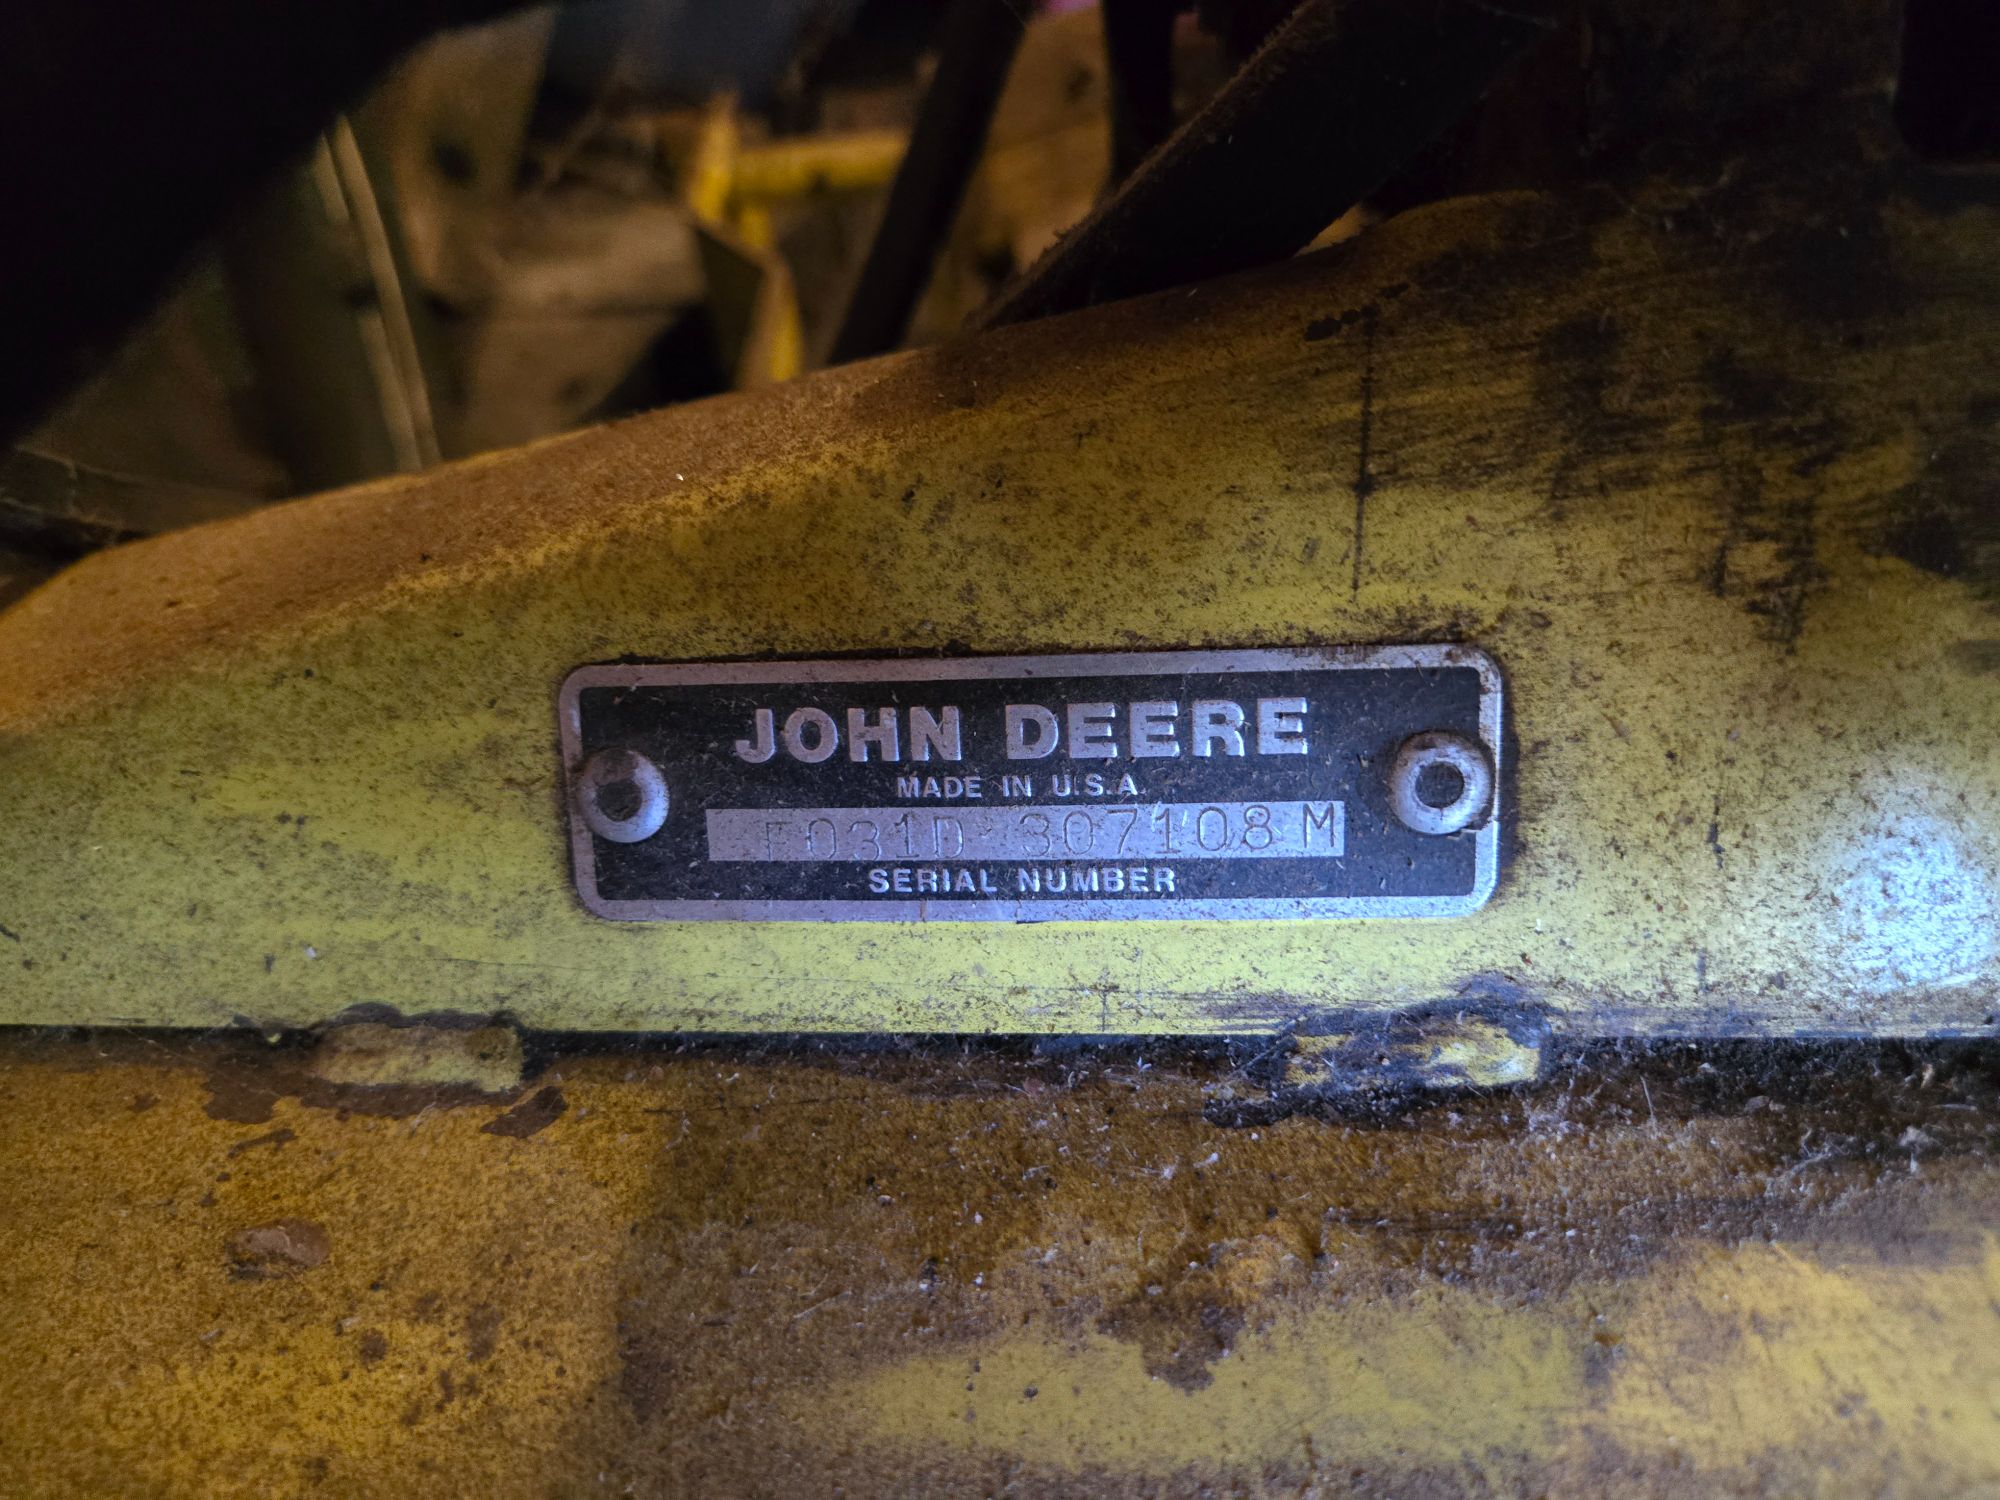 JOHN DEERE
MADE IN U.S.A.
F031D 307108 M
SERIAL NUMBER